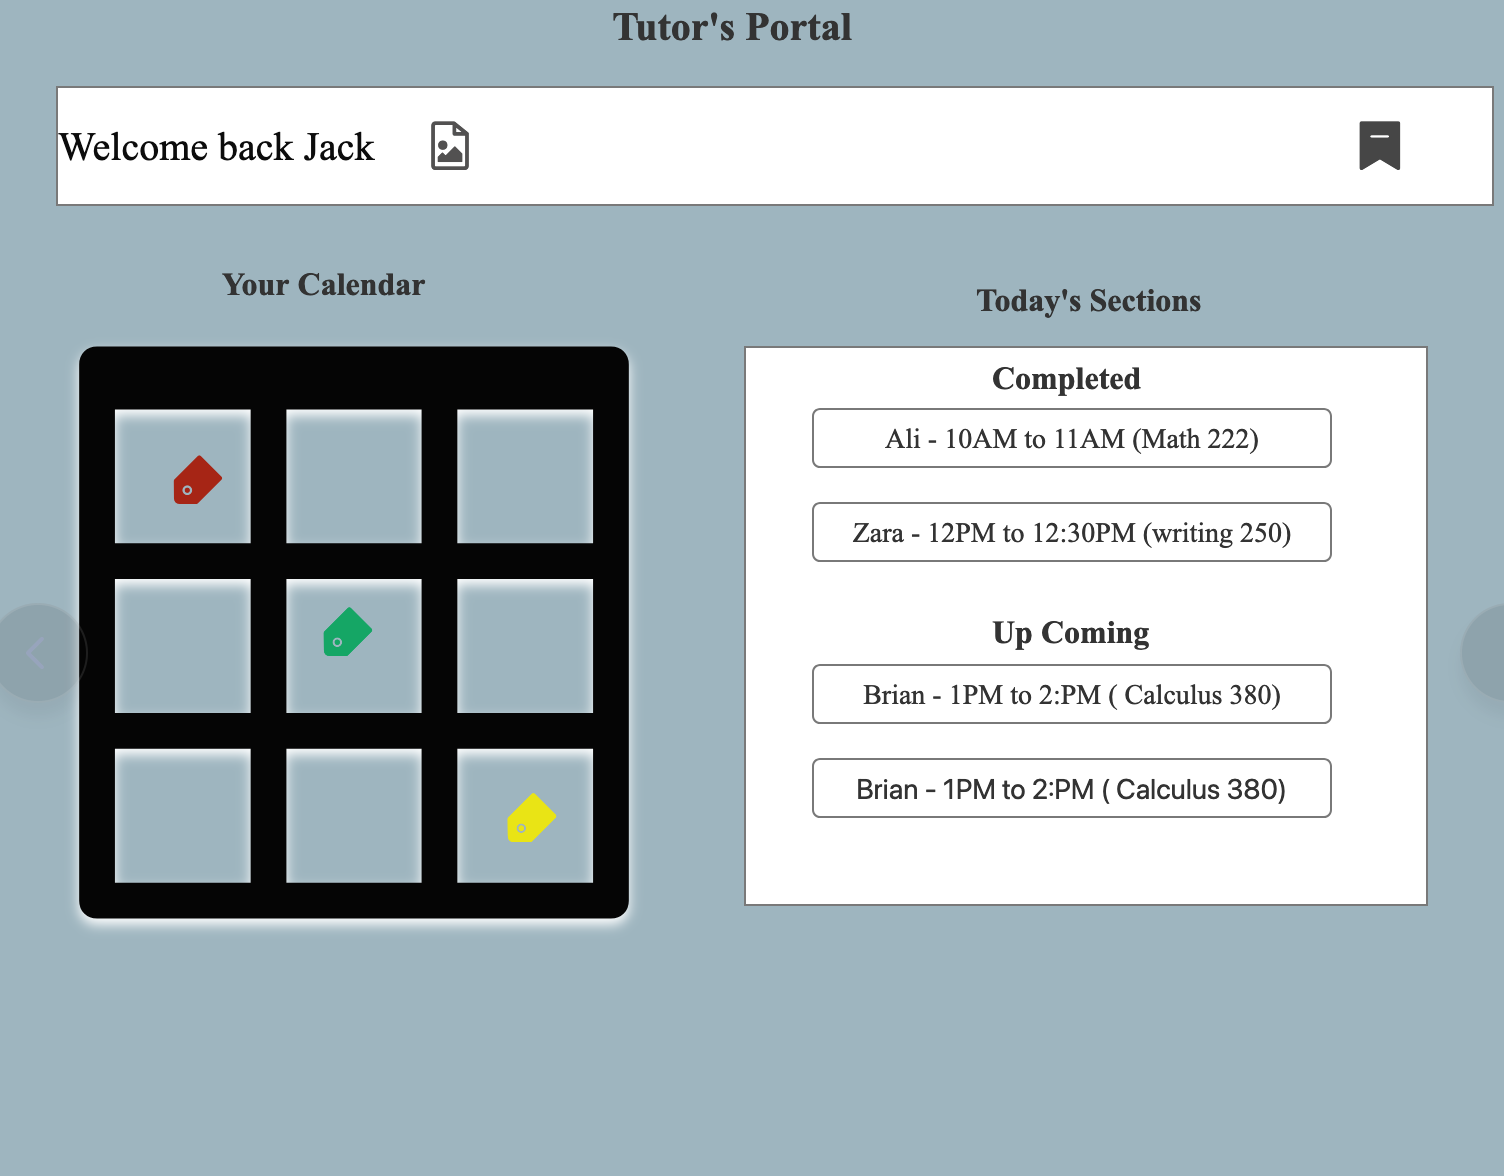 Tutor's Portal
Welcome back Jack
Your Calendar
Today's Sections
Completed
Ali - 10AM to 11AM (Math 222)
Zara - 12PM to 12:30PM (writing 250)
Up Coming
Brian - 1PM to 2:PM ( Calculus 380)
Brian - 1PM to 2:PM ( Calculus 380)